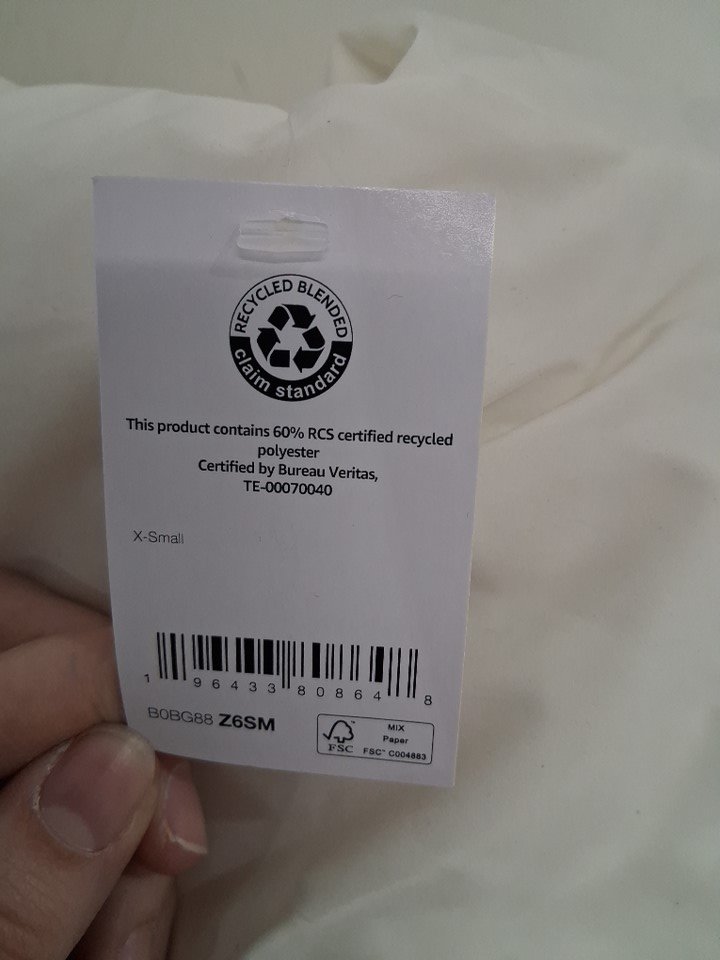 RECYCLED BLENDED
claim standard
This product contains 60% RCS certified recycled
polyester
Certified by Bureau Veritas,
TE-00070040
X-Small
1 96433 80864 8
B0BG88 Z6SM
FSC
MIX
Paper
FSC™ C004883